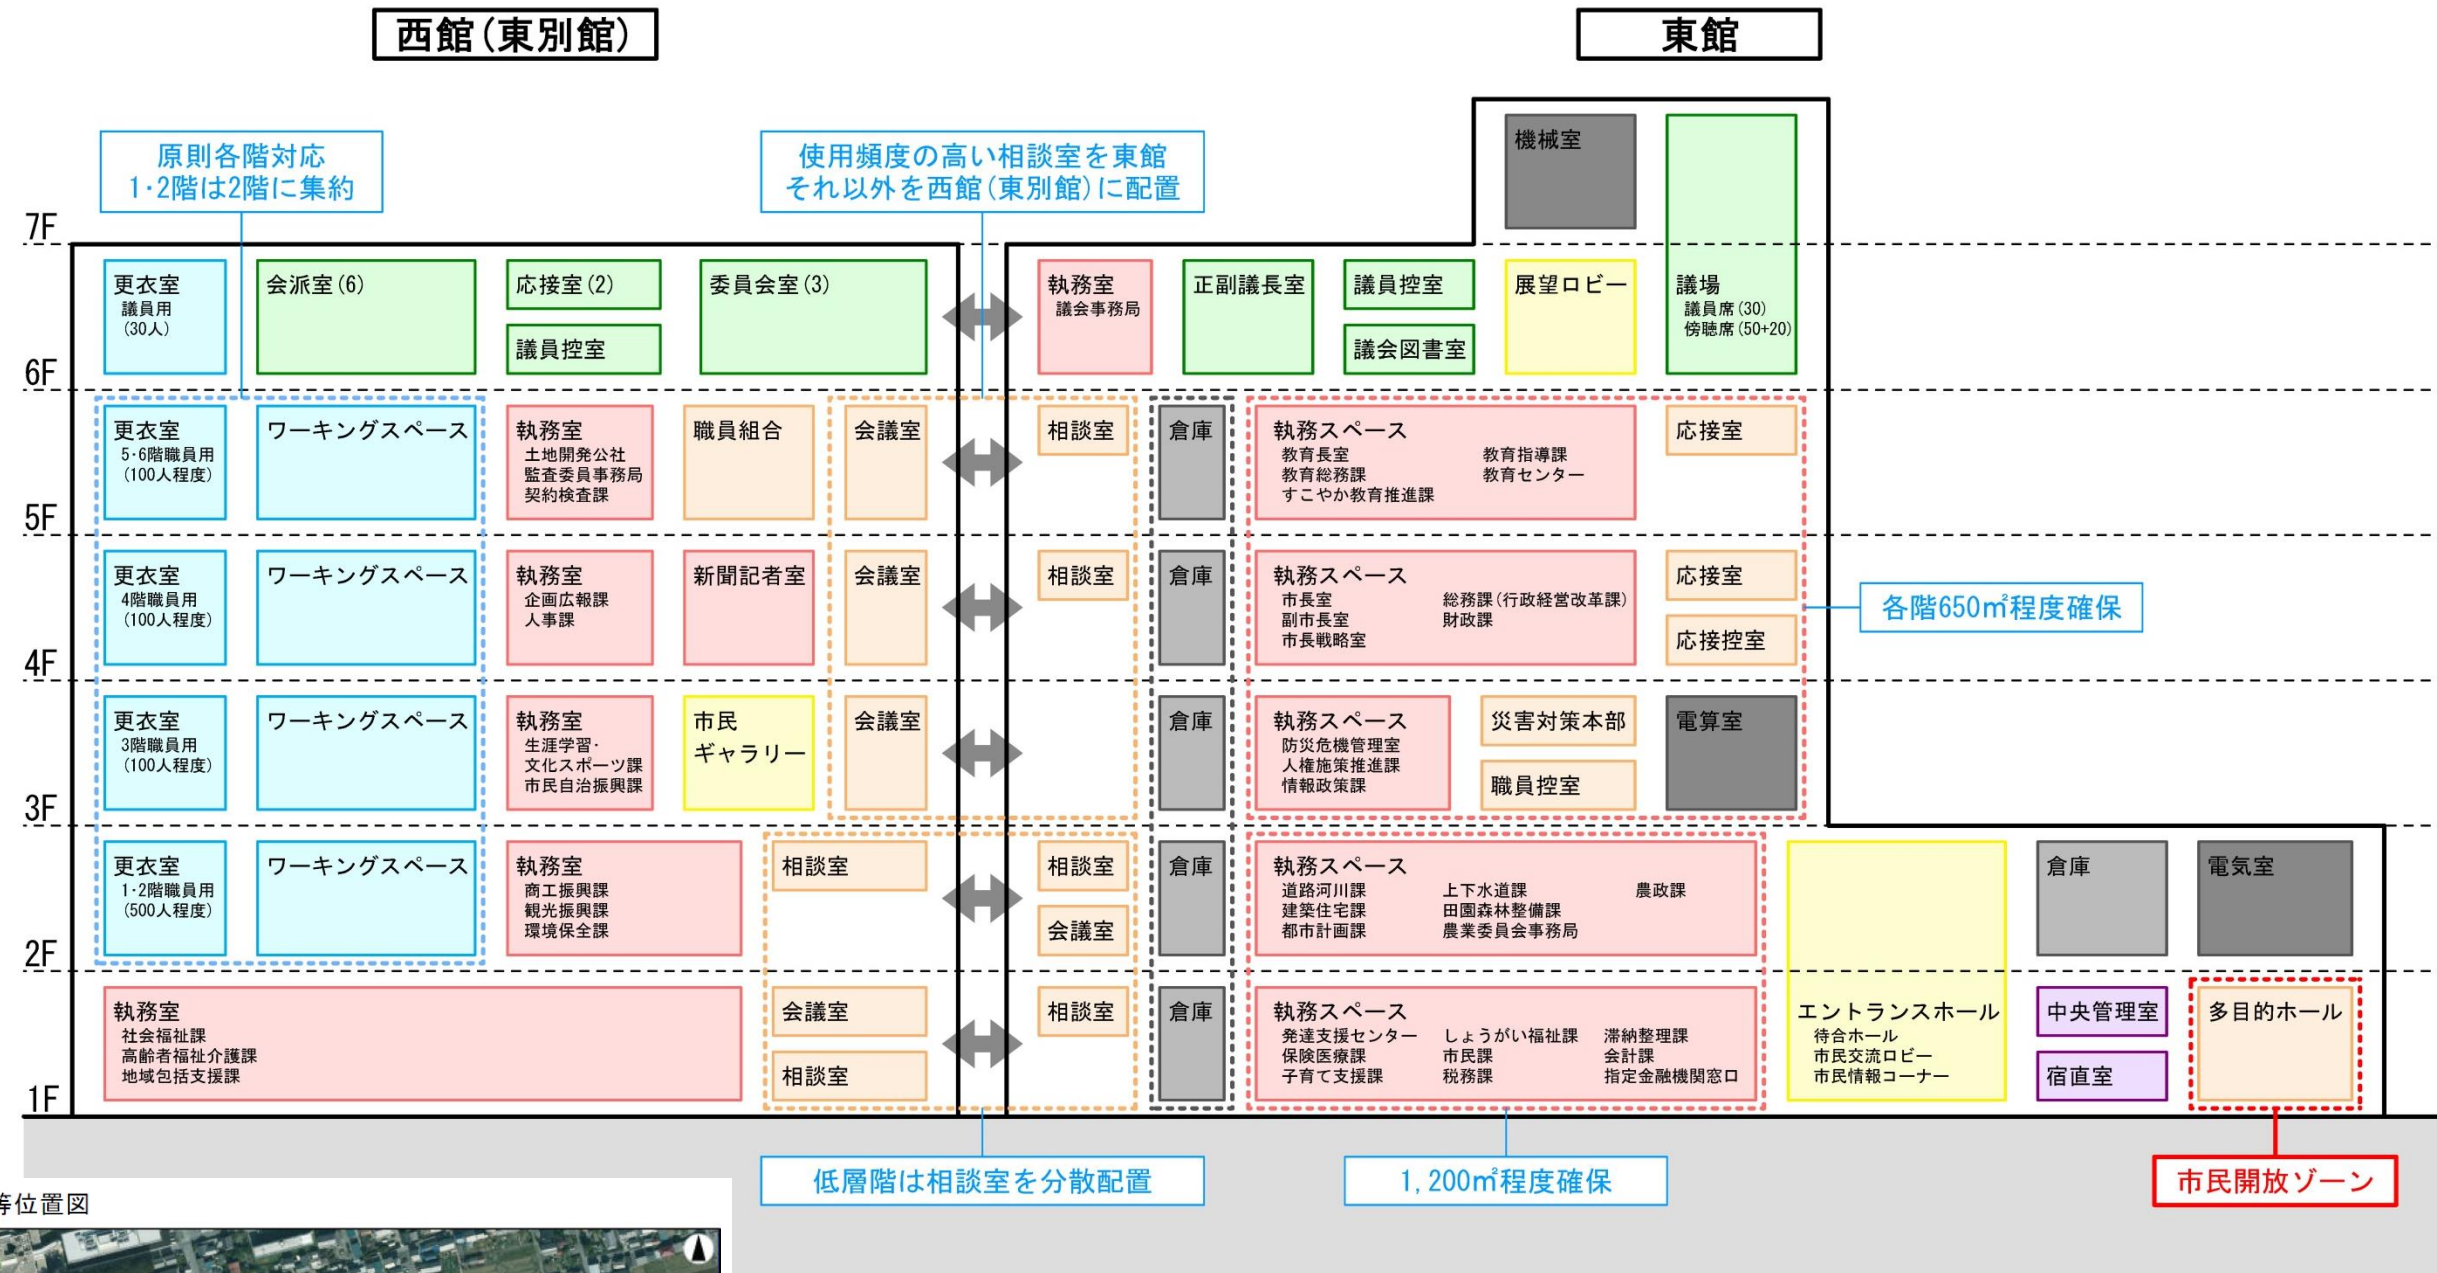 西館(東別館)
東館
原則各階対応
1・2階は2階に集約
使用頻度の高い相談室を東館
それ以外を西館(東別館)に配置
機械室
7F
更衣室
議員用
(30人)
会派室(6)
応接室(2)
議員控室
委員会室(3)
執務室
議会事務局
正副議長室
議員控室
議会図書室
展望ロビー
議場
議員席(30)
傍聴席(50+20)
6F
更衣室
5・6階職員用
(100人程度)
ワーキングスペース
執務室
土地開発公社
監査委員事務局
契約検査課
職員組合
会議室
相談室
倉庫
執務スペース
教育長室
教育総務課
すこやか教育推進課
教育指導課
教育センター
応接室
5F
更衣室
4階職員用
(100人程度)
ワーキングスペース
執務室
企画広報課
人事課
新聞記者室
会議室
相談室
倉庫
執務スペース
市長室
副市長室
市長戦略室
総務課(行政経営改革課)
財政課
応接室
応接控室
各階650㎡程度確保
4F
更衣室
3階職員用
(100人程度)
ワーキングスペース
執務室
生涯学習・
文化スポーツ課
市民自治振興課
市民
ギャラリー
会議室
倉庫
執務スペース
防災危機管理室
人権施策推進課
情報政策課
災害対策本部
職員控室
電算室
3F
更衣室
1・2階職員用
(500人程度)
ワーキングスペース
執務室
商工振興課
観光振興課
環境保全課
相談室
相談室
会議室
倉庫
執務スペース
道路河川課
建築住宅課
都市計画課
上下水道課
田園森林整備課
農業委員会事務局
農政課
倉庫
電気室
2F
執務室
社会福祉課
高齢者福祉介護課
地域包括支援課
会議室
相談室
相談室
倉庫
執務スペース
発達支援センター
保険医療課
子育て支援課
しょうがい福祉課
市民課
税務課
滞納整理課
会計課
指定金融機関窓口
エントランスホール
待合ホール
市民交流ロビー
市民情報コーナー
中央管理室
宿直室
多目的ホール
1F
低層階は相談室を分散配置
1,200㎡程度確保
市民開放ゾーン
等位置図